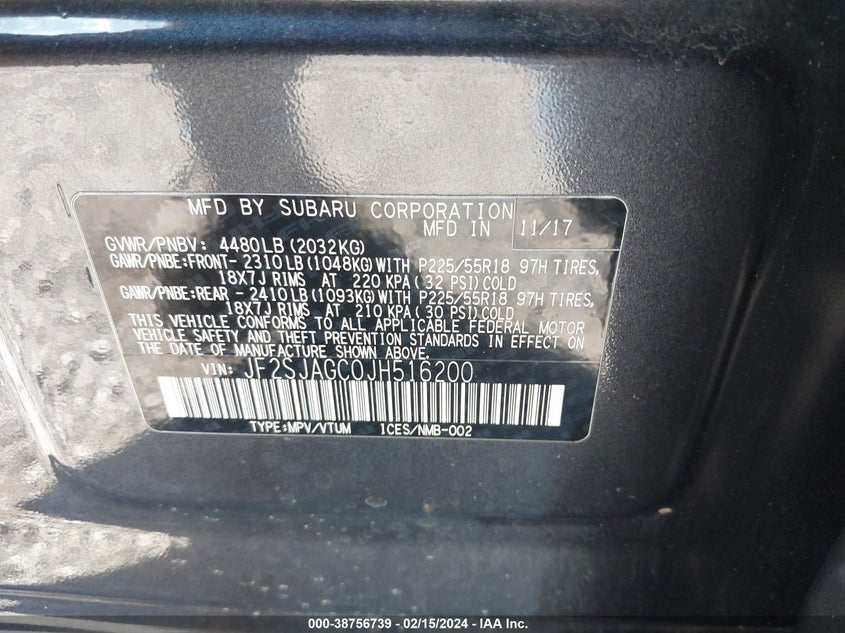 MFD BY SUBARU CORPORATION
MFD IN 11/17
GVWR/PNBV: 4480LB(2032KG)
GAWR/PNBE:FRONT- 2310LB(1048KG)WITH P225/55R18 97H TIRES,
18X7J RIMS AT 220 KPA(32 PSI)COLD
GAWR/PNBE:REAR - 2410LB(1093KG)WITH P225/55R18 97H TIRES,
18X7J RIMS AT 210 KPA(30 PSI)COLD
THIS VEHICLE CONFORMS TO ALL APPLICABLE FEDERAL MOTOR
VEHICLE SAFETY AND THEFT PREVENTION STANDARDS IN EFFECT ON
THE DATE OF MANUFACTURE SHOWN ABOVE.
VIN: JF2SJAGC0JH516200
TYPE:MPV/VTUM ICES/NMB-002
000-38756739 / 02/15/2024 - IAA Inc.